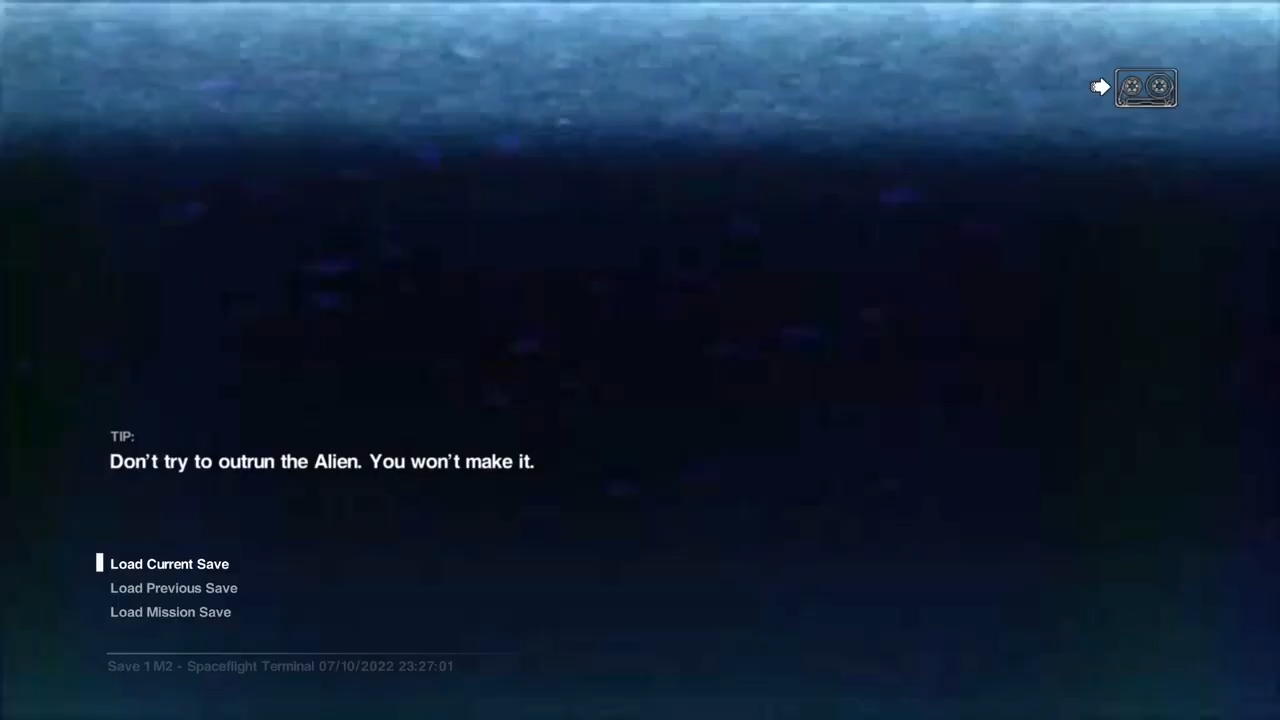 TIP:
Don't try to outrun the Alien. You won't make it.
Load Current Save
Load Previous Save
Load Mission Save
Save 1 M2 - Spaceflight Terminal 07/10/2022 23:27:01